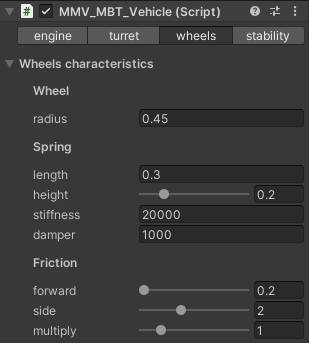 # MMV_MBT_Vehicle (Script)
engine turret wheels stability
Wheels characteristics
Wheel
radius 0.45
Spring
length 0.3
height 0.2
stiffness 20000
damper 1000
Friction
forward 0.2
side 2
multiply 1